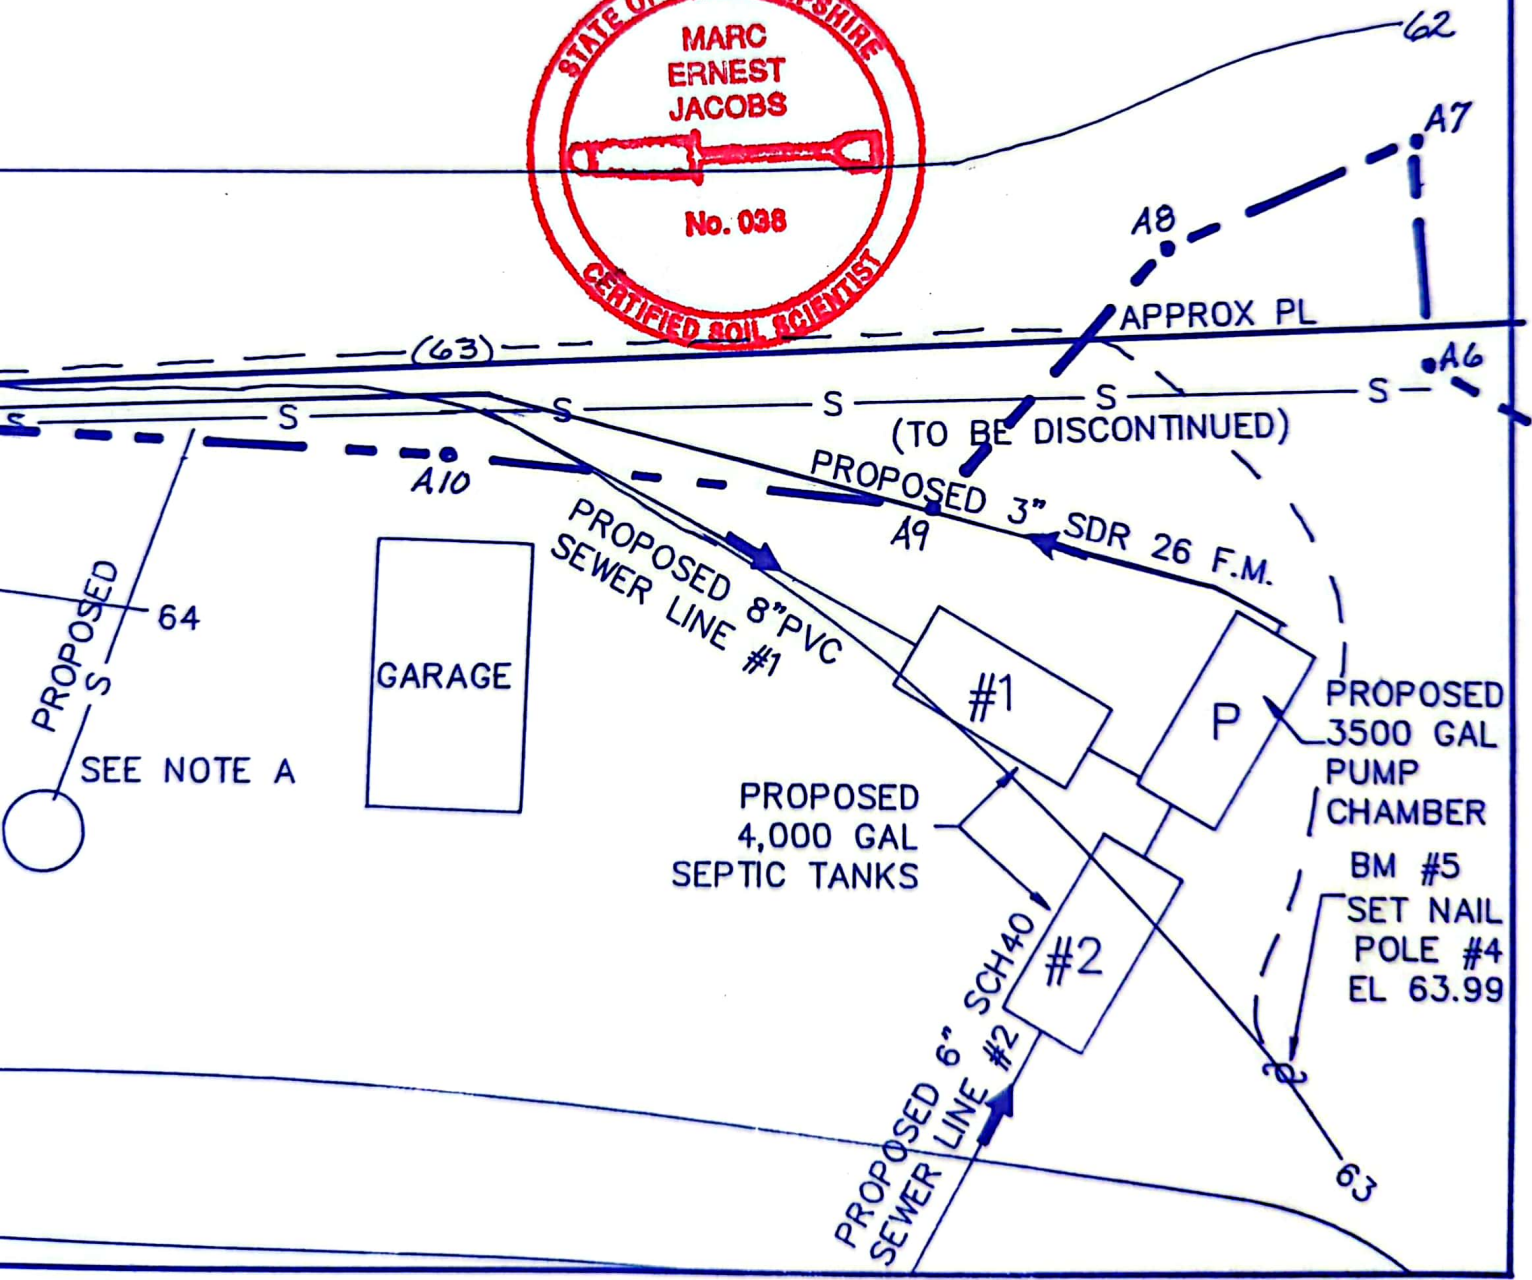 STATE OF
PSHIRE
MARC
ERNEST
JACOBS
No. 038
CERTIFIED SOIL SCIENTIST
62
A7
A8
APPROX PL
(63)
A6
S
S
S
S
S
S
(TO BE DISCONTINUED)
A10
PROPOSED 3" SDR 26 F.M.
A9
PROPOSED 8"PVC
SEWER LINE #1
PROPOSED
S
64
GARAGE
#1
P
PROPOSED
3500 GAL
PUMP
CHAMBER
SEE NOTE A
PROPOSED
4,000 GAL
SEPTIC TANKS
BM #5
SET NAIL
POLE #4
EL 63.99
#2
PROPOSED 6" SCH40
SEWER LINE #2
63